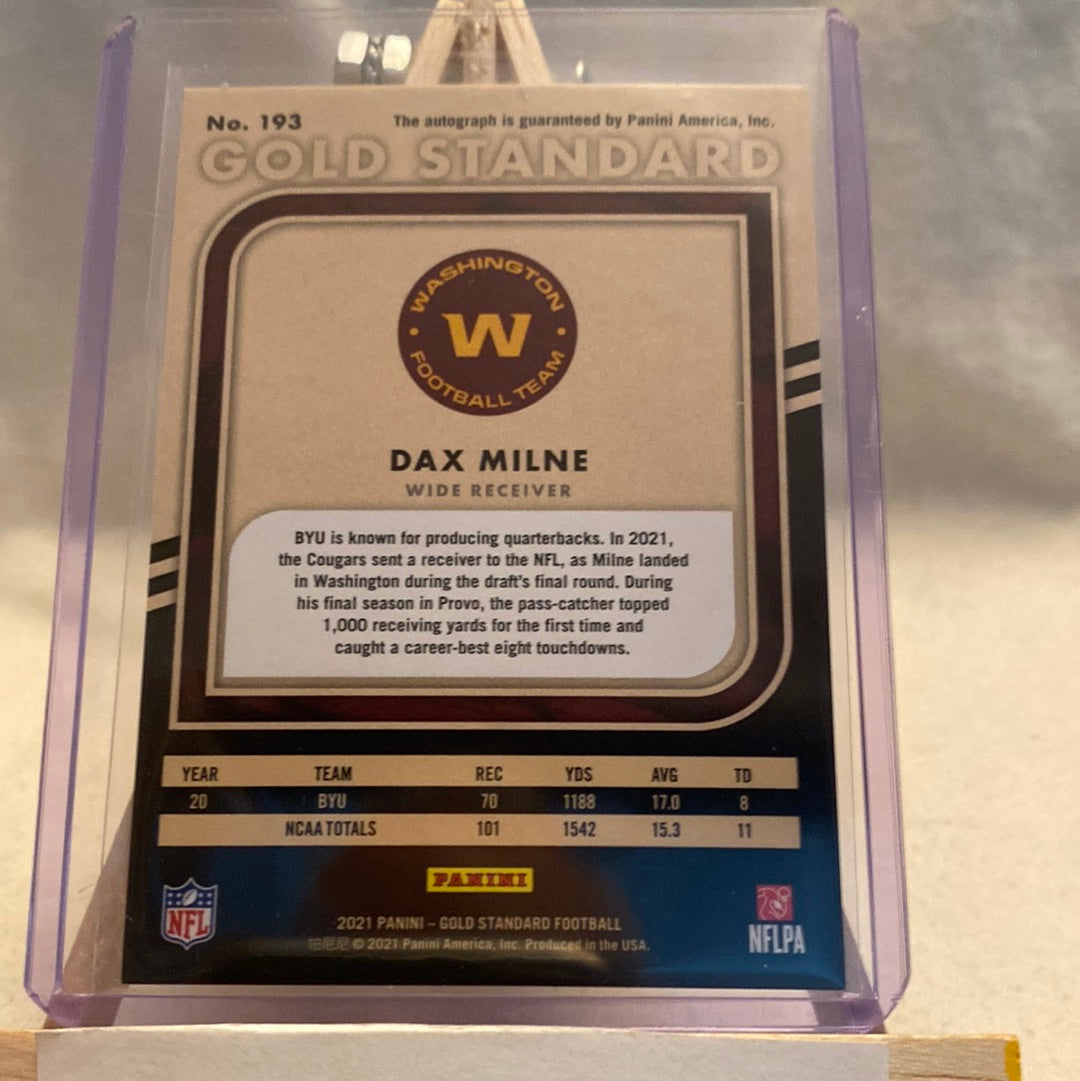 No. 193 The autograph is guaranteed by Panini America, Inc.
GOLD STANDARD
WASHINGTON
W
FOOTBALL TEAM
DAX MILNE
WIDE RECEIVER
BYU is known for producing quarterbacks. In 2021,
the Cougars sent a receiver to the NFL, as Milne landed
in Washington during the draft's final round. During
his final season in Provo, the pass-catcher topped
1,000 receiving yards for the first time and
caught a career-best eight touchdowns.
YEAR TEAM REC YDS AVG TD
20 BYU 70 1188 17.0 8
NCAA TOTALS 101 1542 15.3 11
PANINI
NFL
2021 PANINI – GOLD STANDARD FOOTBALL
帕尼尼 © 2021 Panini America, Inc. Produced in the USA.
NFLPA